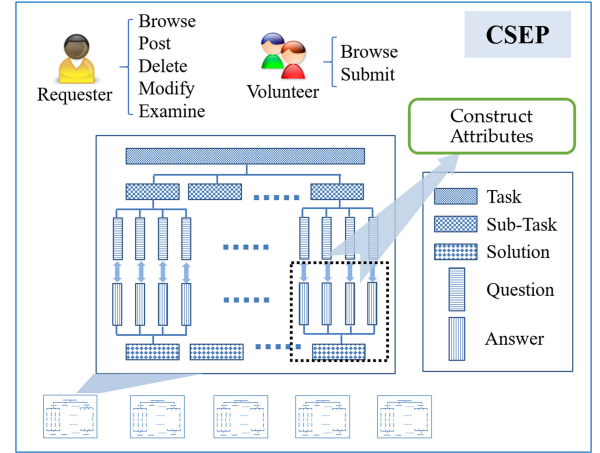 Browse
Post
Delete
Modify
Examine
Requester
Browse
Submit
Volunteer
CSEP
Construct
Attributes
Task
Sub-Task
Solution
Question
Answer